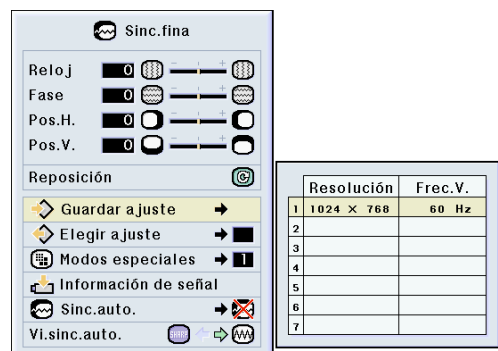 Sinc.fina
Reloj 0 - +
Fase 0 - +
Pos.H. 0 - +
Pos.V. 0 - +
Reposición
Guardar ajuste
Elegir ajuste
Modos especiales 1
Información de señal
Sinc.auto.
Vi.sinc.auto. SHARP
Resolución Frec.V.
1 1024 × 768 60 Hz
2
3
4
5
6
7